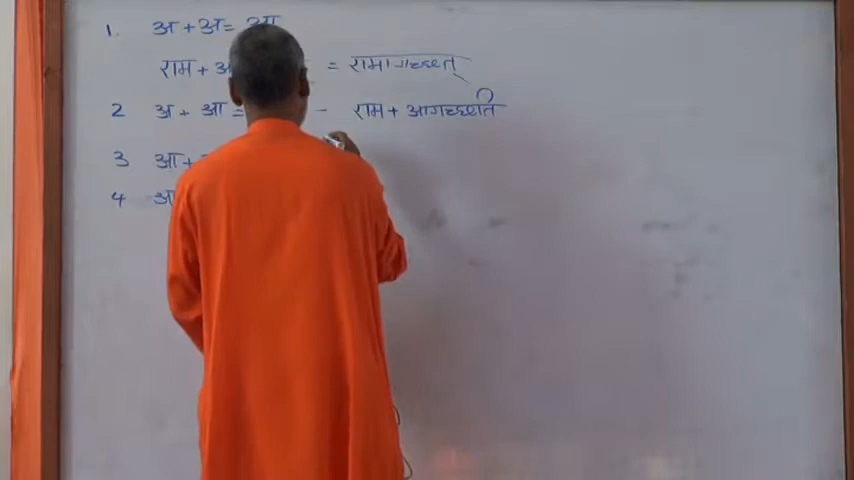 1. अ + अ = आ
राम + अ = रामागच्छत्
2 अ + आ = - राम + आगच्छति
3 आ +
4 अ